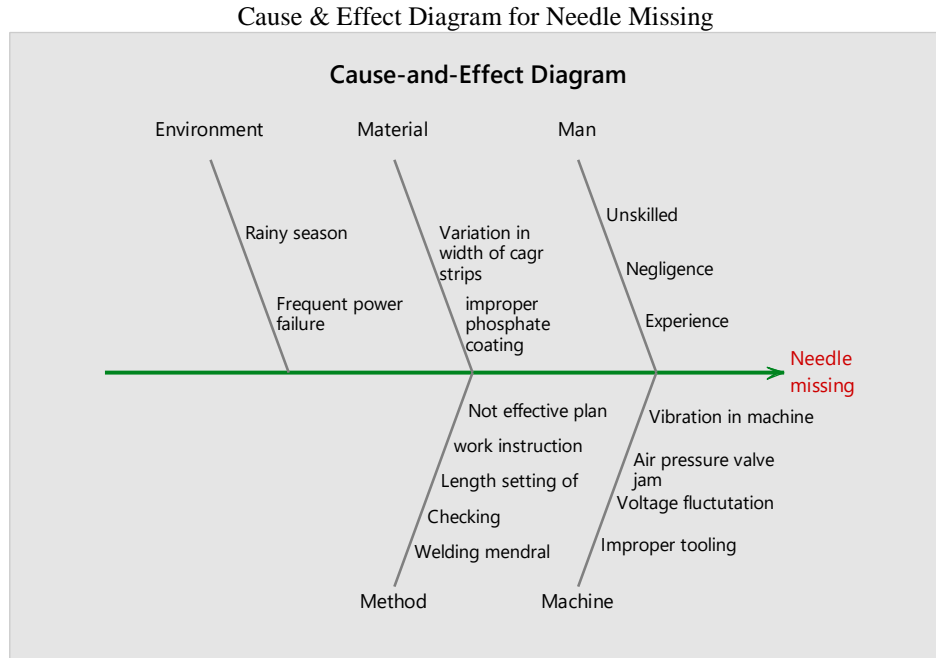 Cause & Effect Diagram for Needle Missing
Cause-and-Effect Diagram
Environment
Material
Man
Rainy season
Frequent power
failure
Variation in
width of cagr
strips
improper
phosphate
coating
Unskilled
Negligence
Experience
Needle
missing
Not effective plan
work instruction
Length setting of
Checking
Welding mendral
Method
Vibration in machine
Air pressure valve
jam
Voltage fluctutation
Improper tooling
Machine